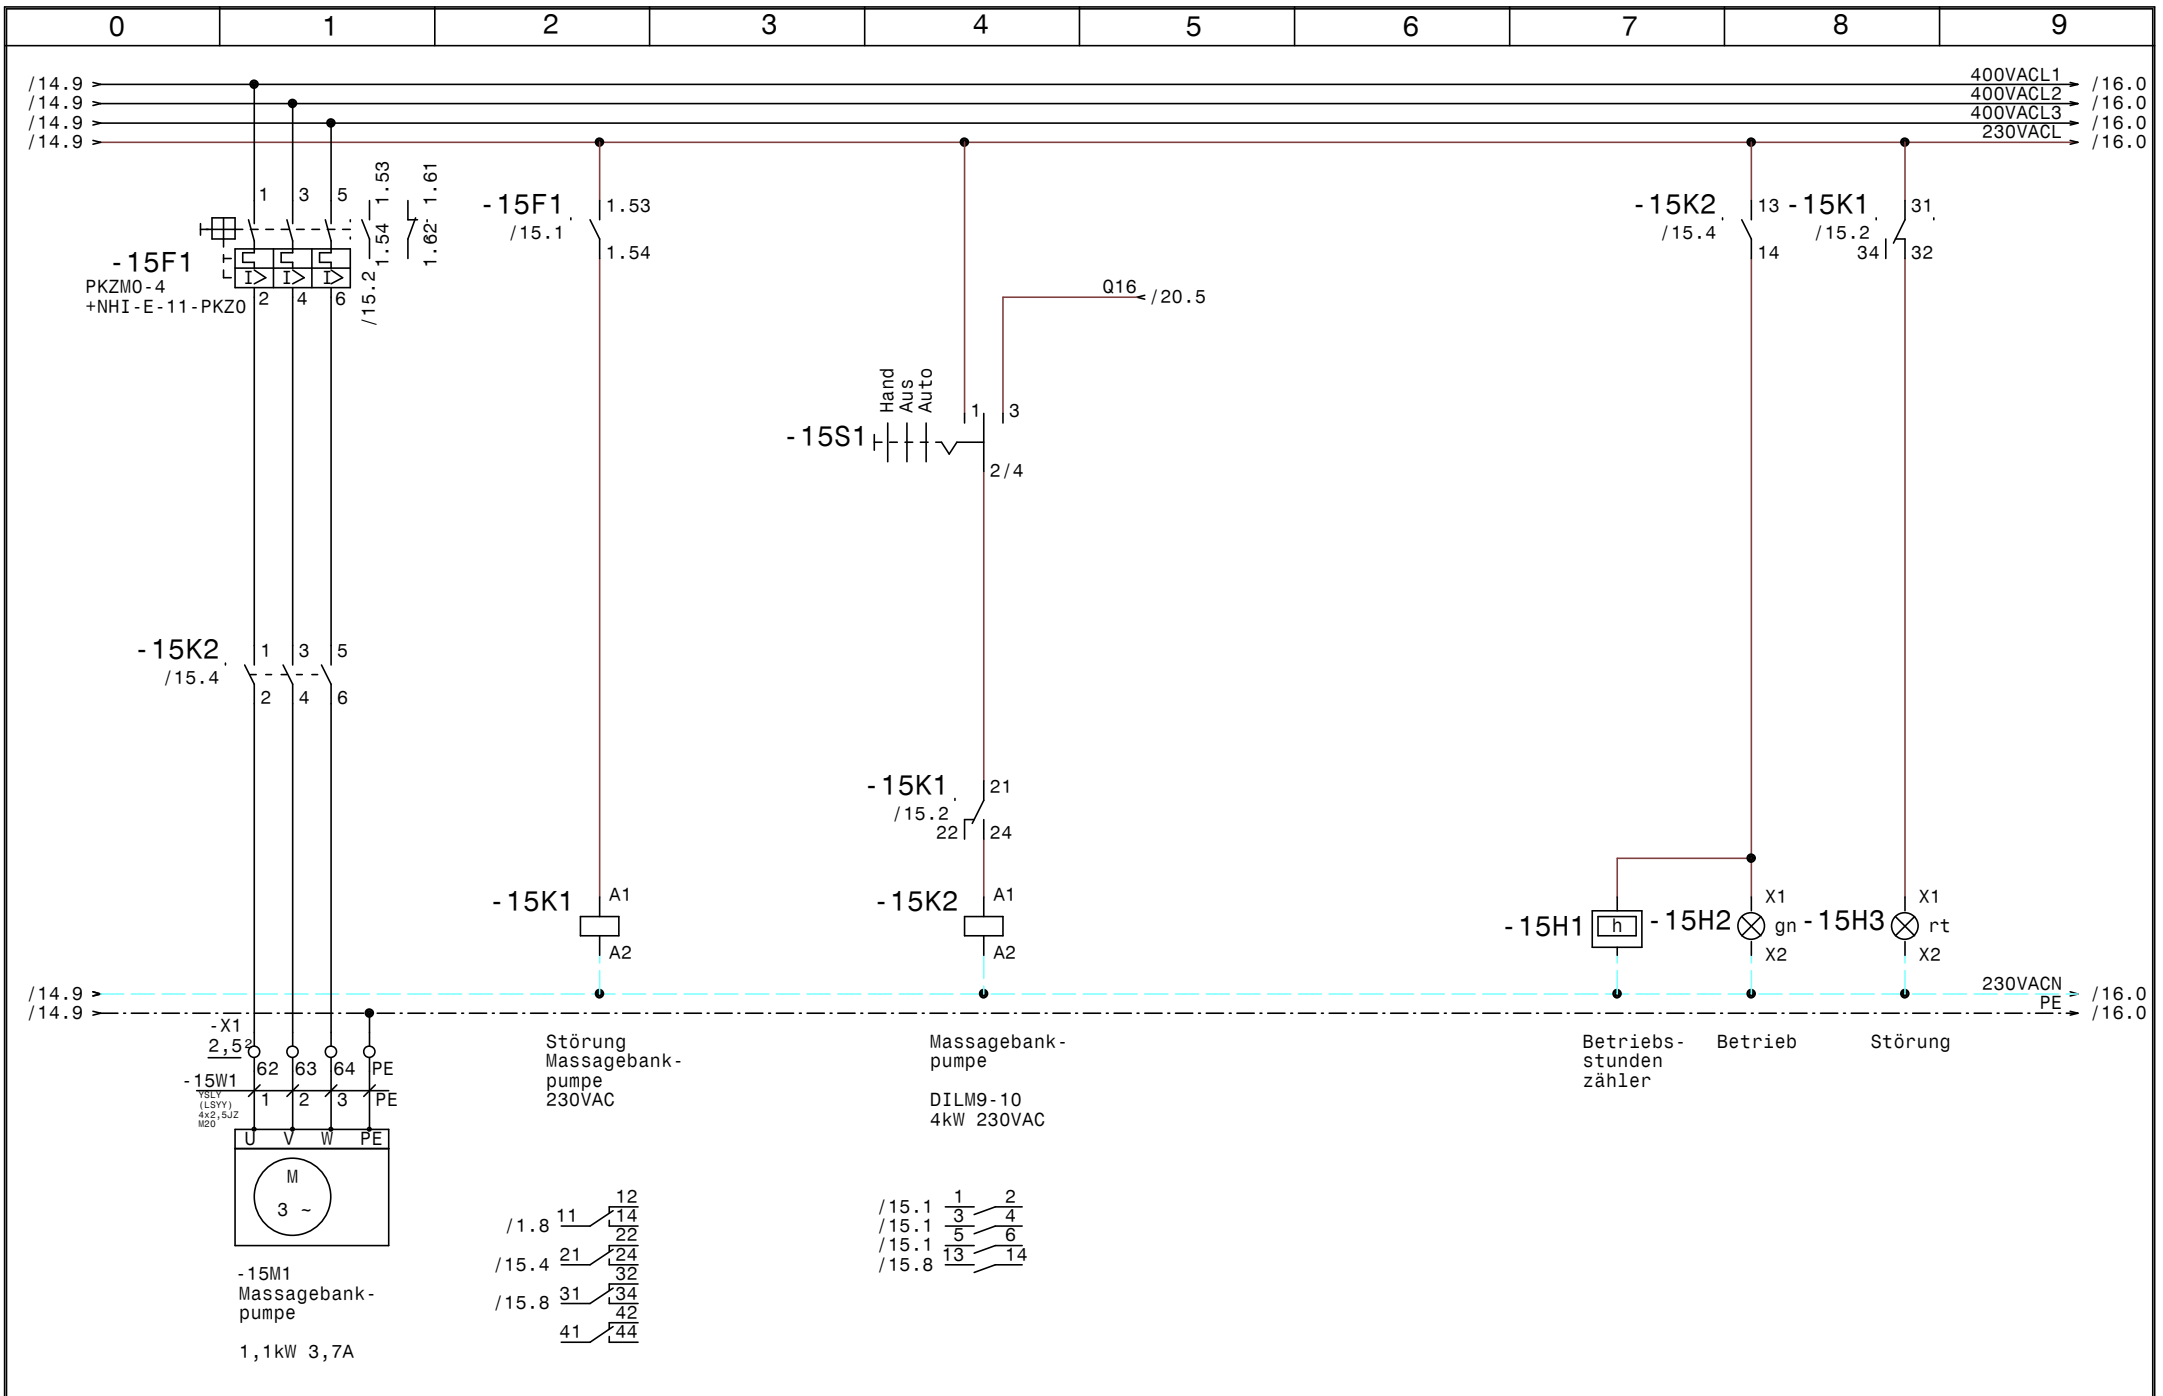 0 1 2 3 4 5 6 7 8 9
/14.9 400VACL1 /16.0
/14.9 400VACL2 /16.0
/14.9 400VACL3 /16.0
/14.9 230VACL /16.0
1 3 5
1.53
1.54
1.61
1.62
/15.2
-15F1
PKZM0-4
+NHI-E-11-PKZ0
I> I> I>
2 4 6
-15F1
/15.1
1.53
1.54
Q16 /20.5
Hand
Aus
Auto
-15S1
1 3
2/4
-15K2
/15.4
13
14
-15K1
/15.2
31
34 32
-15K2
/15.4
1 3 5
2 4 6
-15K1
/15.2
21
22 24
-15K1
A1
A2
-15K2
A1
A2
-15H1
h
-15H2
X1
gn
X2
-15H3
X1
rt
X2
/14.9 230VACN /16.0
/14.9 PE /16.0
-X1
2,5²
62 63 64 PE
-15W1
YSLY
(LSYY)
4x2,5JZ
M20
1 2 3 PE
U V W PE
M
3 ~
-15M1
Massagebank-
pumpe
1,1kW 3,7A
Störung
Massagebank-
pumpe
230VAC
Massagebank-
pumpe
DILM9-10
4kW 230VAC
Betriebs-
stunden
zähler
Betrieb
Störung
12
/1.8 11 14
22
/15.4 21 24
32
/15.8 31 34
42
41 44
/15.1 1 2
/15.1 3 4
/15.1 5 6
/15.8 13 14